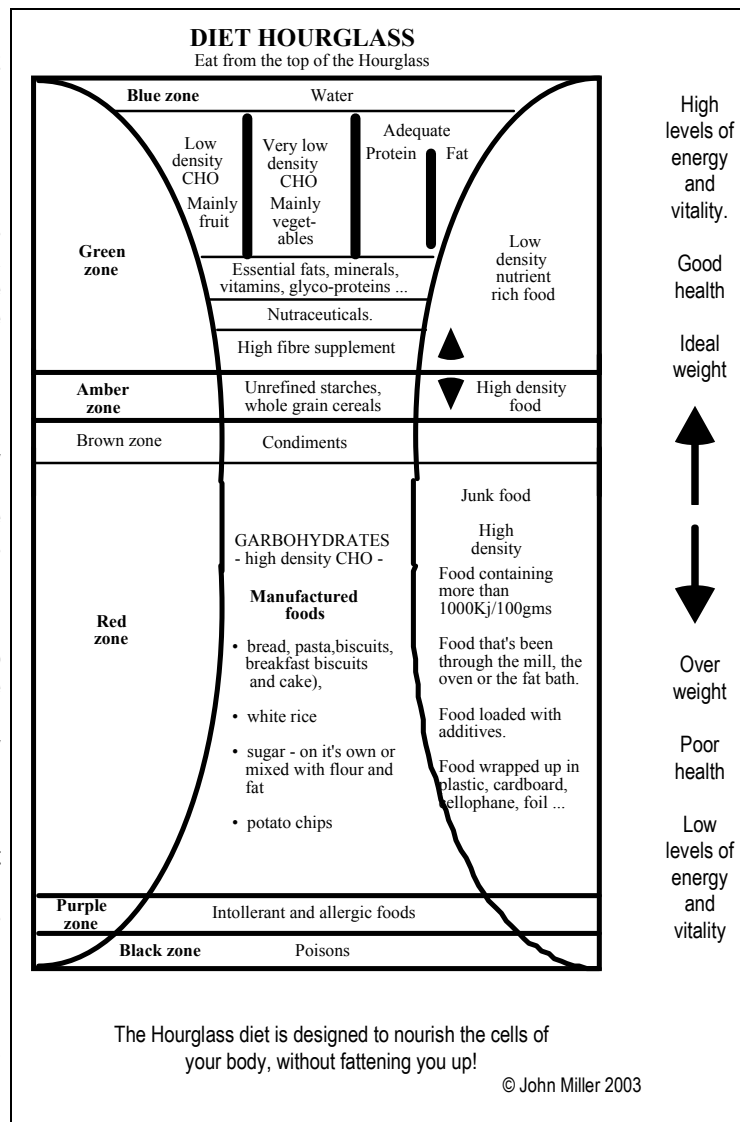 DIET HOURGLASS
Eat from the top of the Hourglass
Blue zone
Water
Low
density
CHO
Mainly
fruit
Very low
density
CHO
Mainly
veget-
ables
Adequate
Protein
Fat
Green
zone
Essential fats, minerals,
vitamins, glyco-proteins ...
Nutraceuticals.
High fibre supplement
Low
density
nutrient
rich food
Amber
zone
Unrefined starches,
whole grain cereals
High density
food
Brown zone
Condiments
Red
zone
GARBOHYDRATES
- high density CHO -
Manufactured
foods
• bread, pasta,biscuits,
breakfast biscuits
and cake),
• white rice
• sugar - on it's own or
mixed with flour and
fat
• potato chips
Junk food
High
density
Food containing
more than
1000Kj/100gms
Food that's been
through the mill, the
oven or the fat bath.
Food loaded with
additives.
Food wrapped up in
plastic, cardboard,
cellophane, foil ...
Purple
zone
Intollerant and allergic foods
Black zone
Poisons
High
levels of
energy
and
vitality.
Good
health
Ideal
weight
Over
weight
Poor
health
Low
levels of
energy
and
vitality
The Hourglass diet is designed to nourish the cells of
your body, without fattening you up!
© John Miller 2003